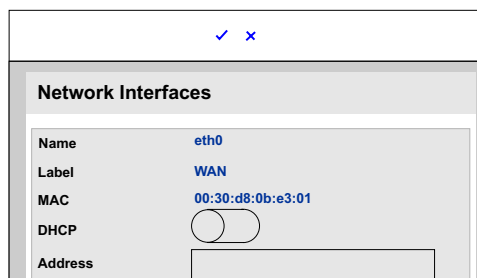 Network Interfaces
Name eth0
Label WAN
MAC 00:30:d8:0b:e3:01
DHCP
Address